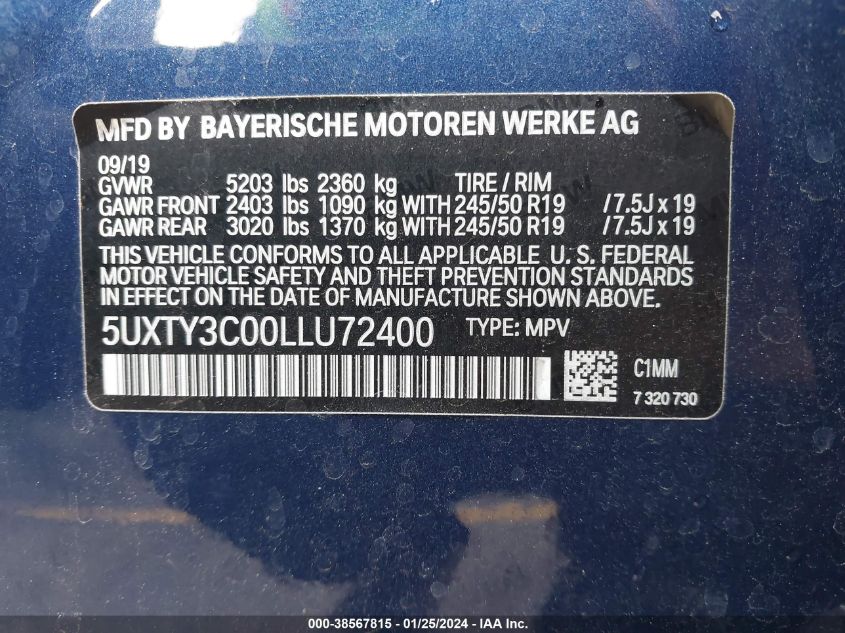 MFD BY BAYERISCHE MOTOREN WERKE AG
09/19
GVWR 5203 lbs 2360 kg TIRE / RIM
GAWR FRONT 2403 lbs 1090 kg WITH 245/50 R19 / 7.5J x 19
GAWR REAR 3020 lbs 1370 kg WITH 245/50 R19 / 7.5J x 19
THIS VEHICLE CONFORMS TO ALL APPLICABLE U. S. FEDERAL
MOTOR VEHICLE SAFETY AND THEFT PREVENTION STANDARDS
IN EFFECT ON THE DATE OF MANUFACTURE SHOWN ABOVE.
5UXTY3C00LLU72400 TYPE: MPV
C1MM
7 320 730
000-38567815 / 01/25/2024 - IAA Inc.